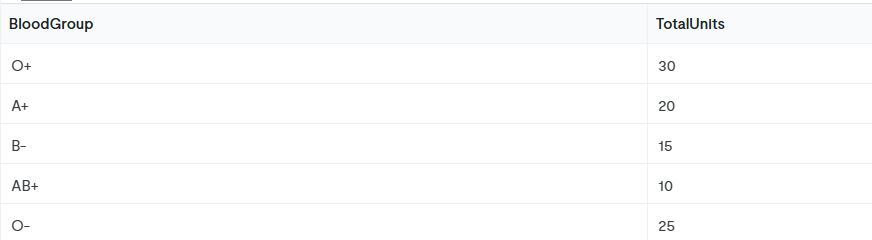 BloodGroup TotalUnits
O+ 30
A+ 20
B- 15
AB+ 10
O- 25